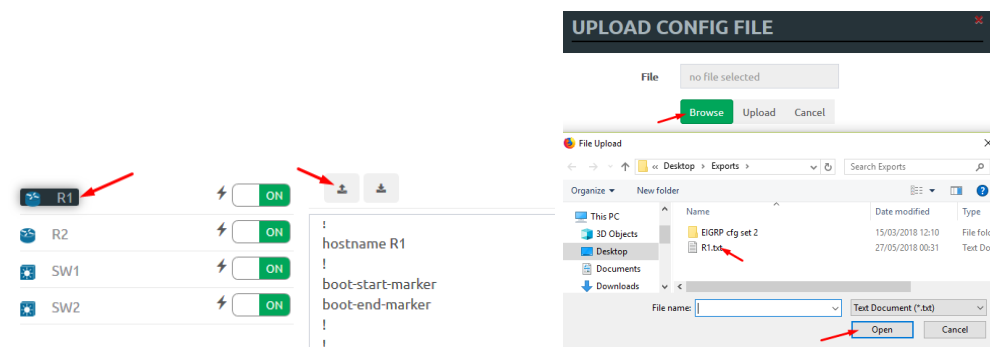 R1 ON
R2 ON
SW1 ON
SW2 ON
!
hostname R1
!
boot-start-marker
boot-end-marker
!
!
UPLOAD CONFIG FILE
File no file selected
Browse Upload Cancel
File Upload
« Desktop > Exports > Search Exports
Organize New folder
This PC
3D Objects
Desktop
Documents
Downloads
Name Date modified Type
EIGRP cfg set 2 15/03/2018 12:10 File fold
R1.txt 27/05/2018 00:31 Text Do
File name: Text Document (*.txt)
Open Cancel